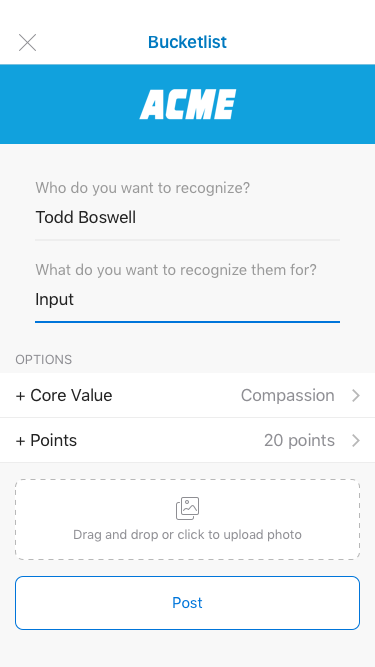 Bucketlist
ACME
Who do you want to recognize?
Todd Boswell
What do you want to recognize them for?
Input
OPTIONS
+ Core Value Compassion
+ Points 20 points
Drag and drop or click to upload photo
Post